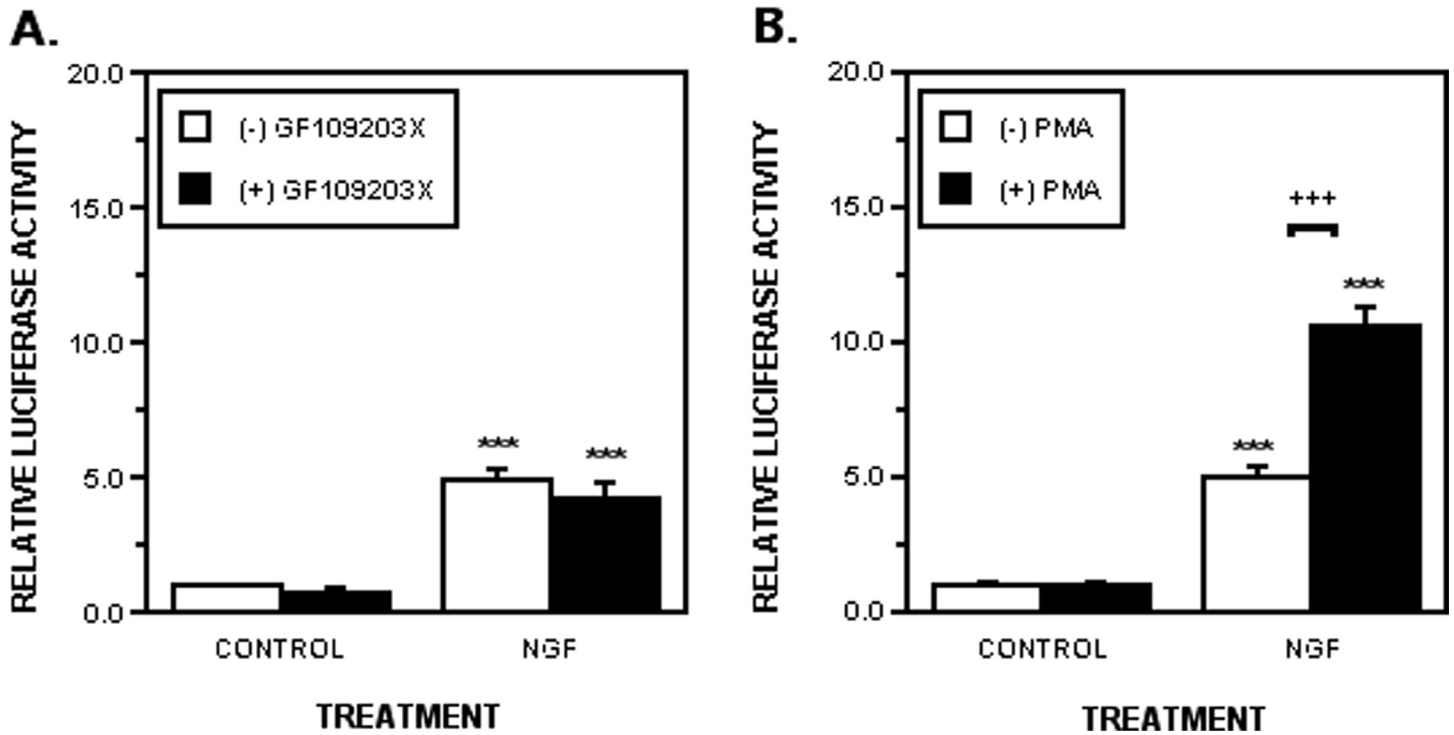 A.
RELATIVE LUCIFERASE ACTIVITY
20.0
15.0
10.0
5.0
0.0
(-) GF109203X
(+) GF109203X
***
***
CONTROL
NGF
TREATMENT
B.
RELATIVE LUCIFERASE ACTIVITY
20.0
15.0
10.0
5.0
0.0
(-) PMA
(+) PMA
+++
***
***
CONTROL
NGF
TREATMENT